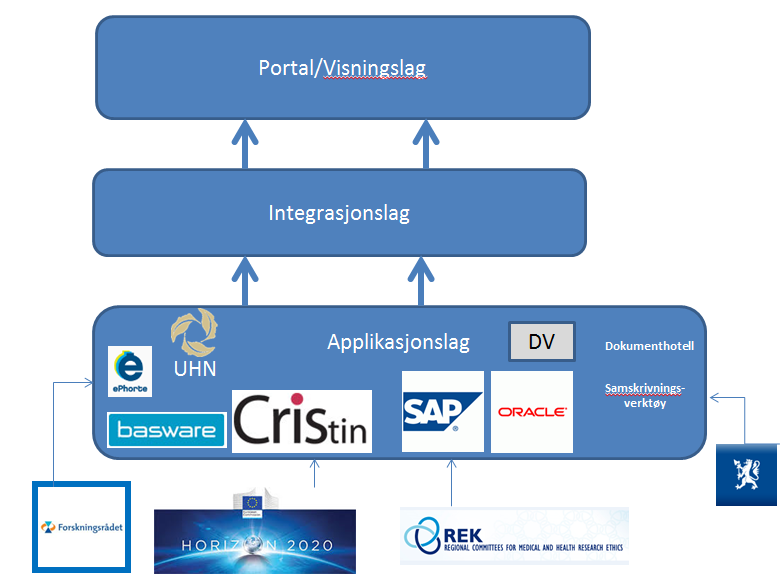 Portal/Visningslag
Integrasjonslag
Applikasjonslag
DV
Dokumenthotell
UHN
ePhorte
Samskrivnings-
verktøy
basware
CRIStin
SAP
ORACLE
Forskningsrådet
HORIZON 2020
REK
REGIONAL COMMITTEES FOR MEDICAL AND HEALTH RESEARCH ETHICS